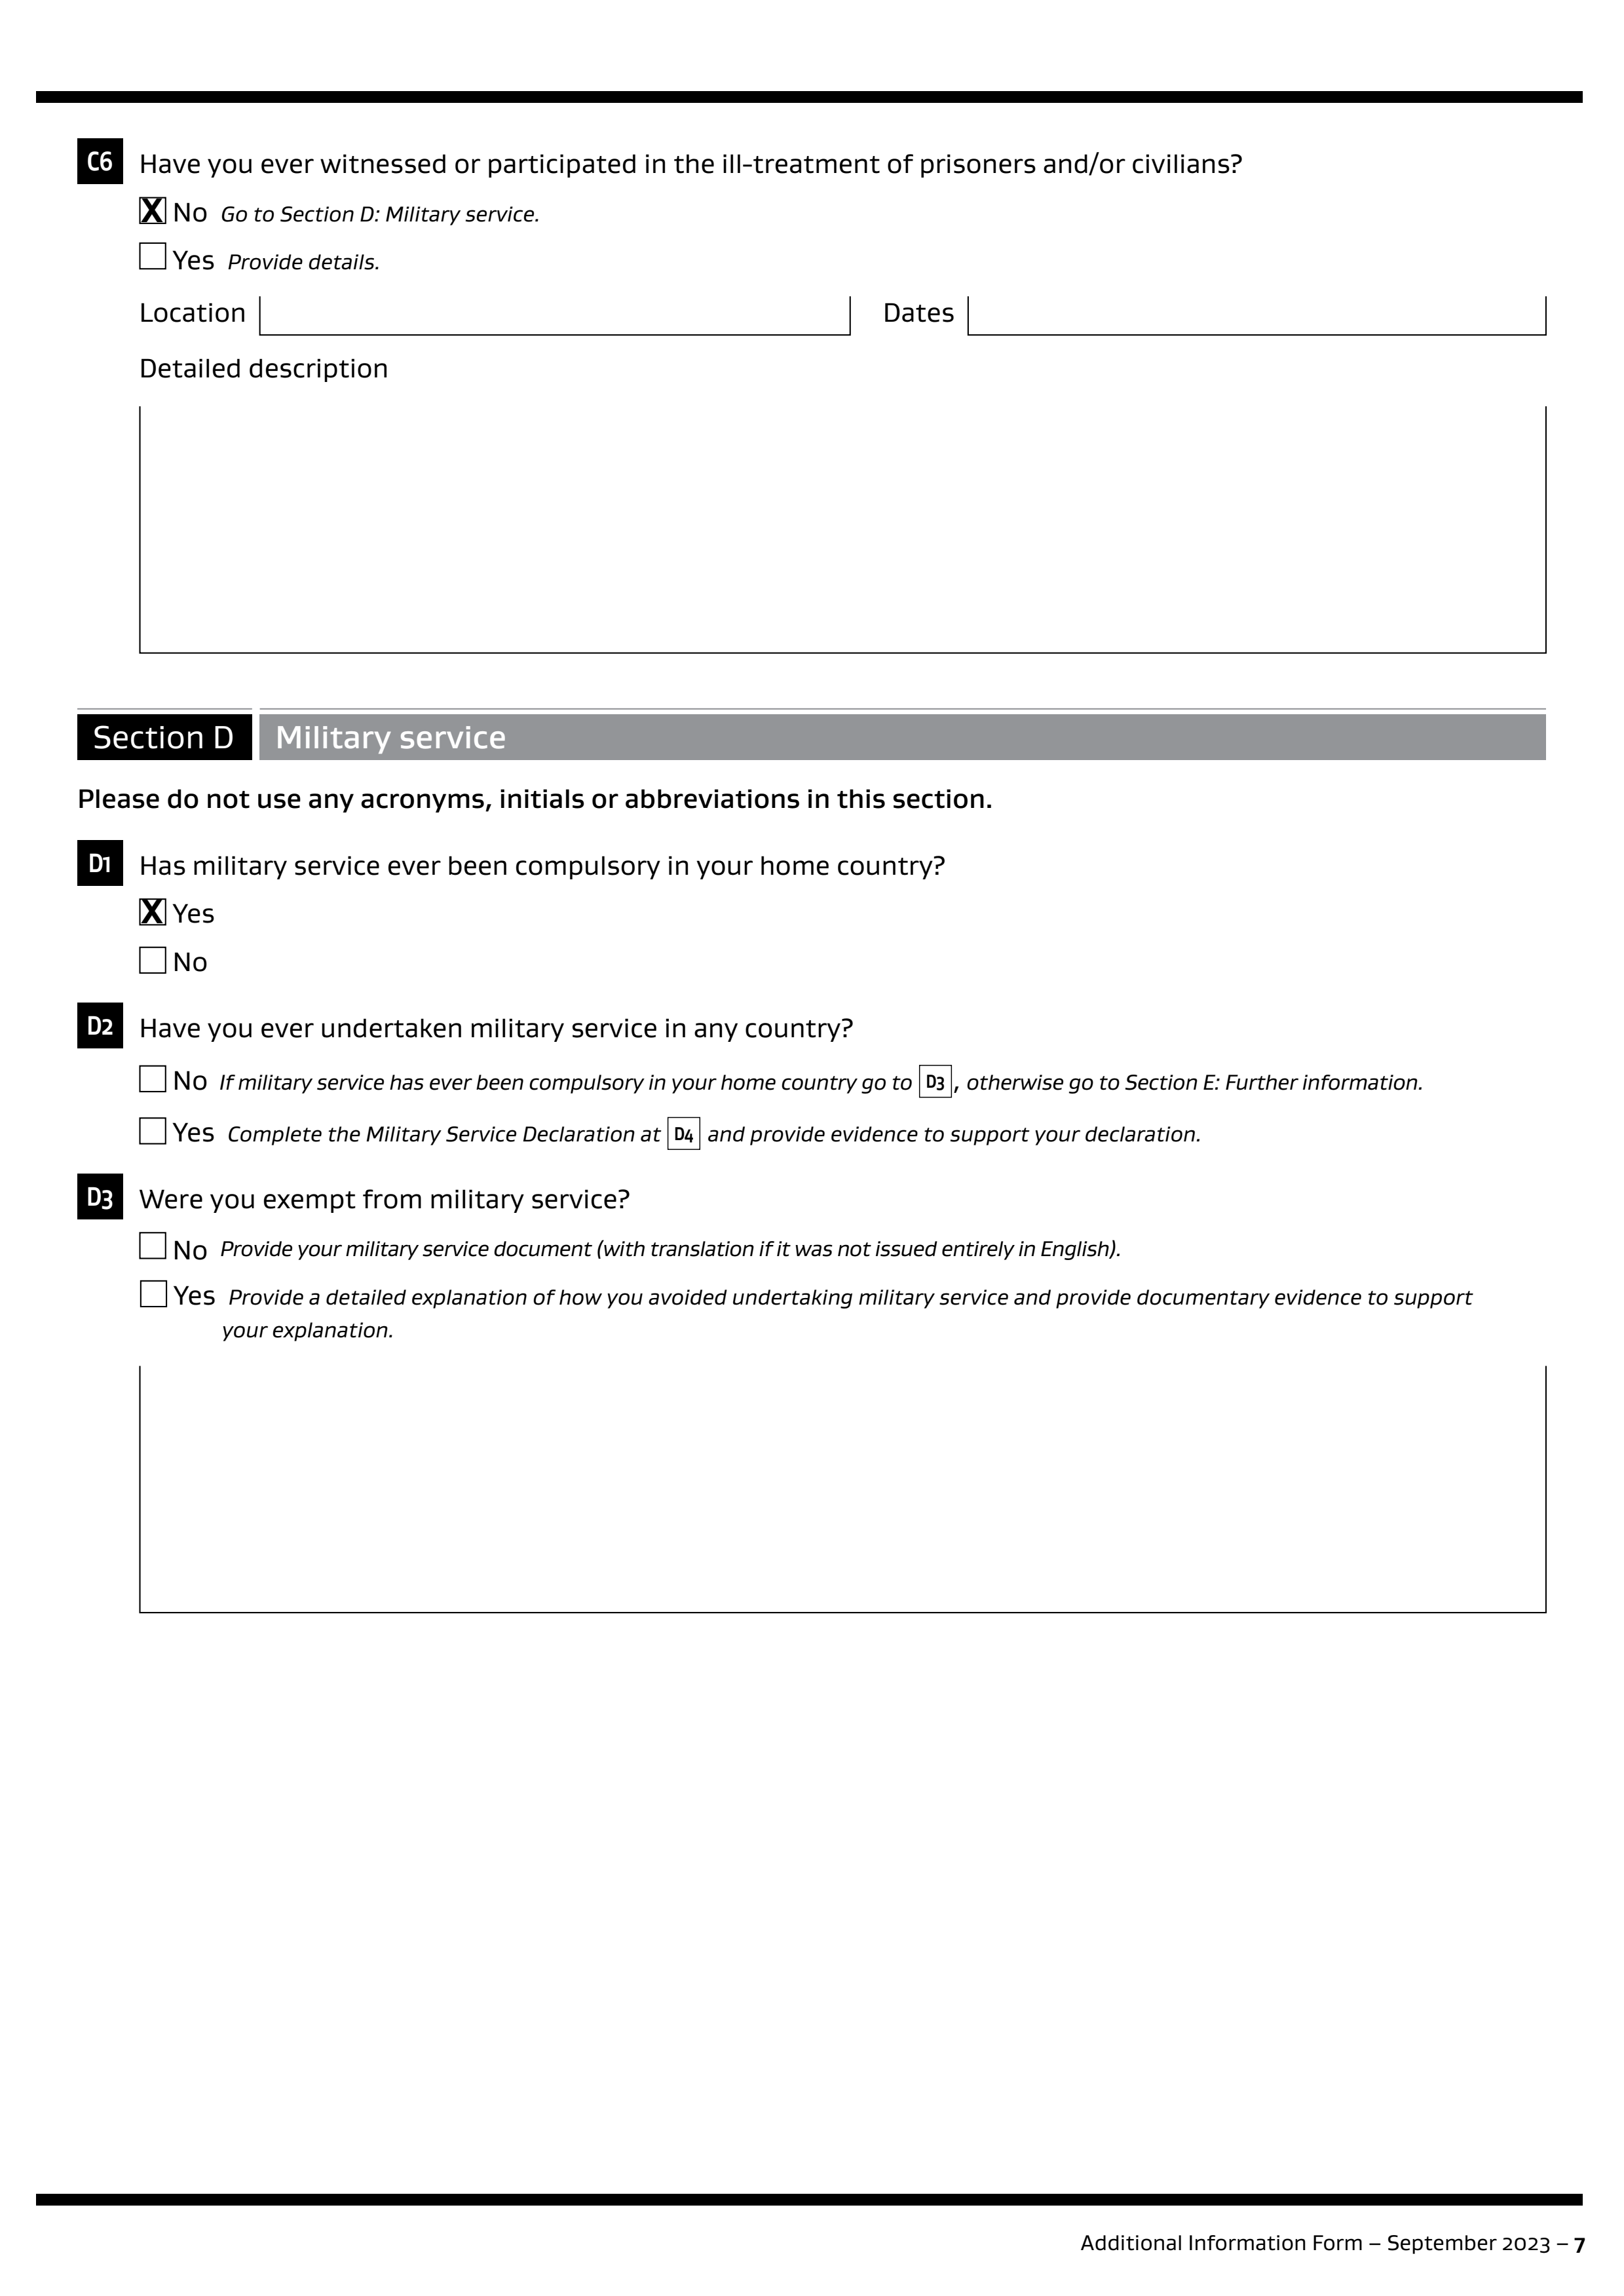 C6 Have you ever witnessed or participated in the ill-treatment of prisoners and/or civilians?
X No Go to Section D: Military service.
Yes Provide details.
Location Dates
Detailed description
Section D Military service
Please do not use any acronyms, initials or abbreviations in this section.
D1 Has military service ever been compulsory in your home country?
X Yes
No
D2 Have you ever undertaken military service in any country?
No If military service has ever been compulsory in your home country go to D3, otherwise go to Section E: Further information.
Yes Complete the Military Service Declaration at D4 and provide evidence to support your declaration.
D3 Were you exempt from military service?
No Provide your military service document (with translation if it was not issued entirely in English).
Yes Provide a detailed explanation of how you avoided undertaking military service and provide documentary evidence to support
your explanation.
Additional Information Form – September 2023 – 7